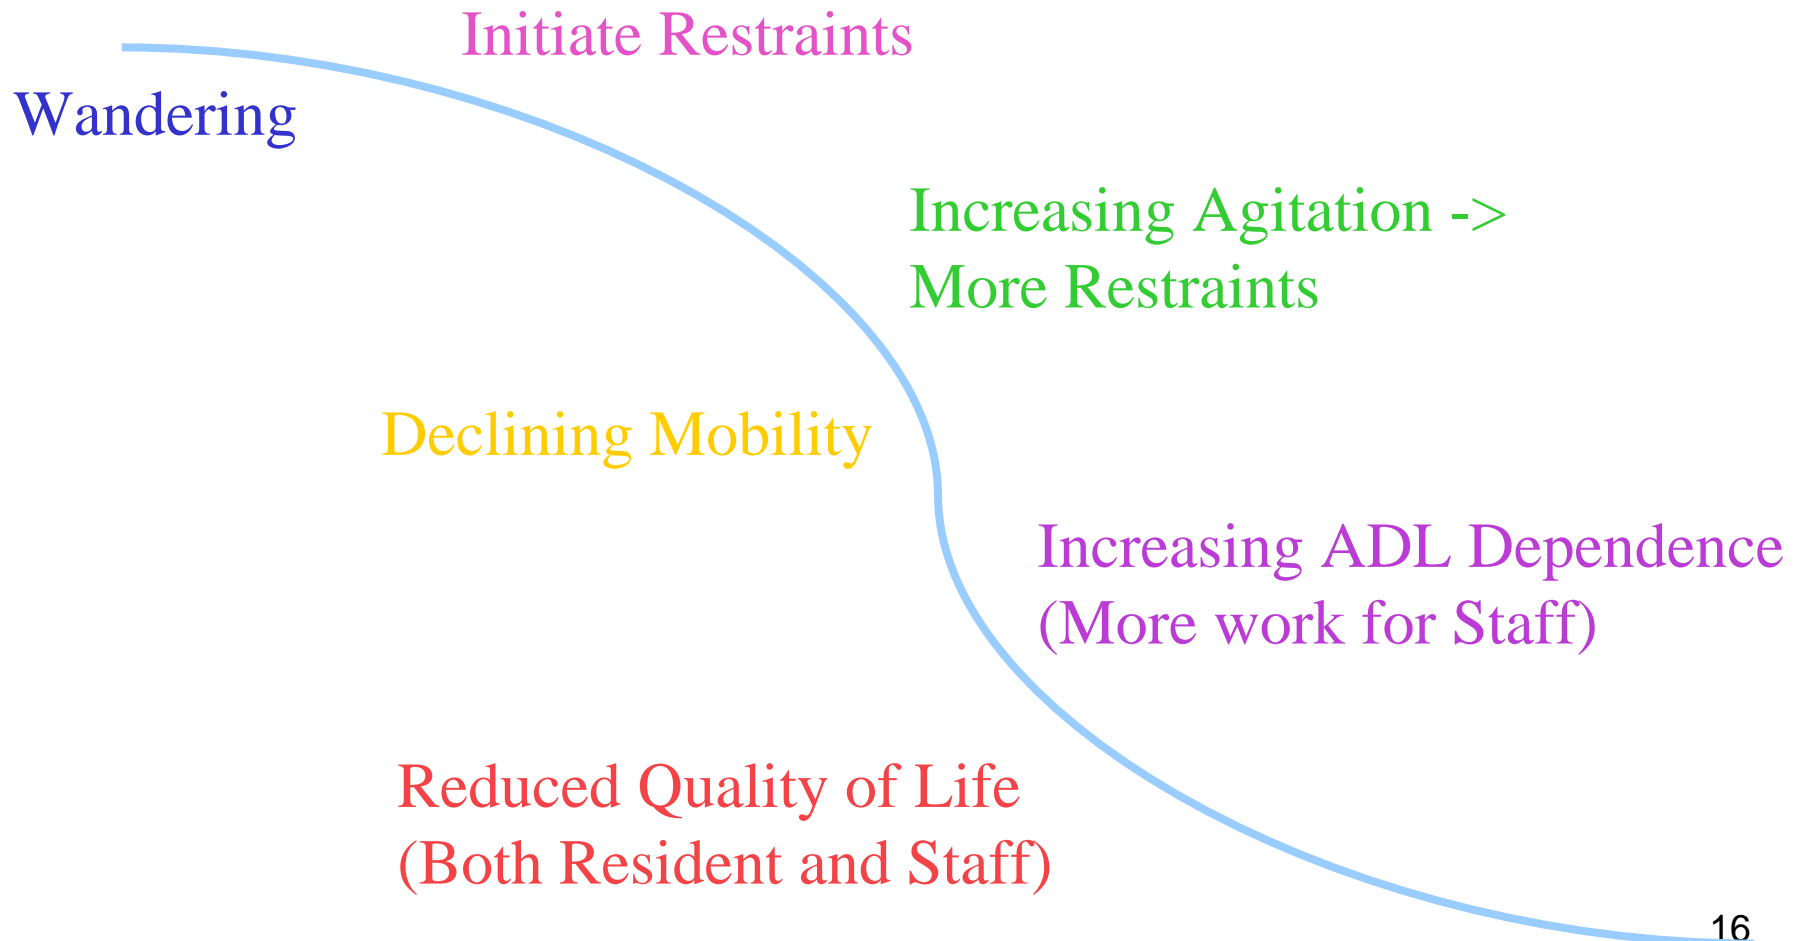 Initiate Restraints
Wandering
Increasing Agitation ->
More Restraints
Declining Mobility
Increasing ADL Dependence
(More work for Staff)
Reduced Quality of Life
(Both Resident and Staff)
16